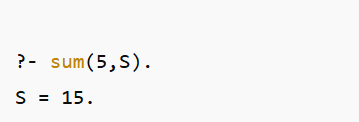 ?- sum(5,S).
S = 15.